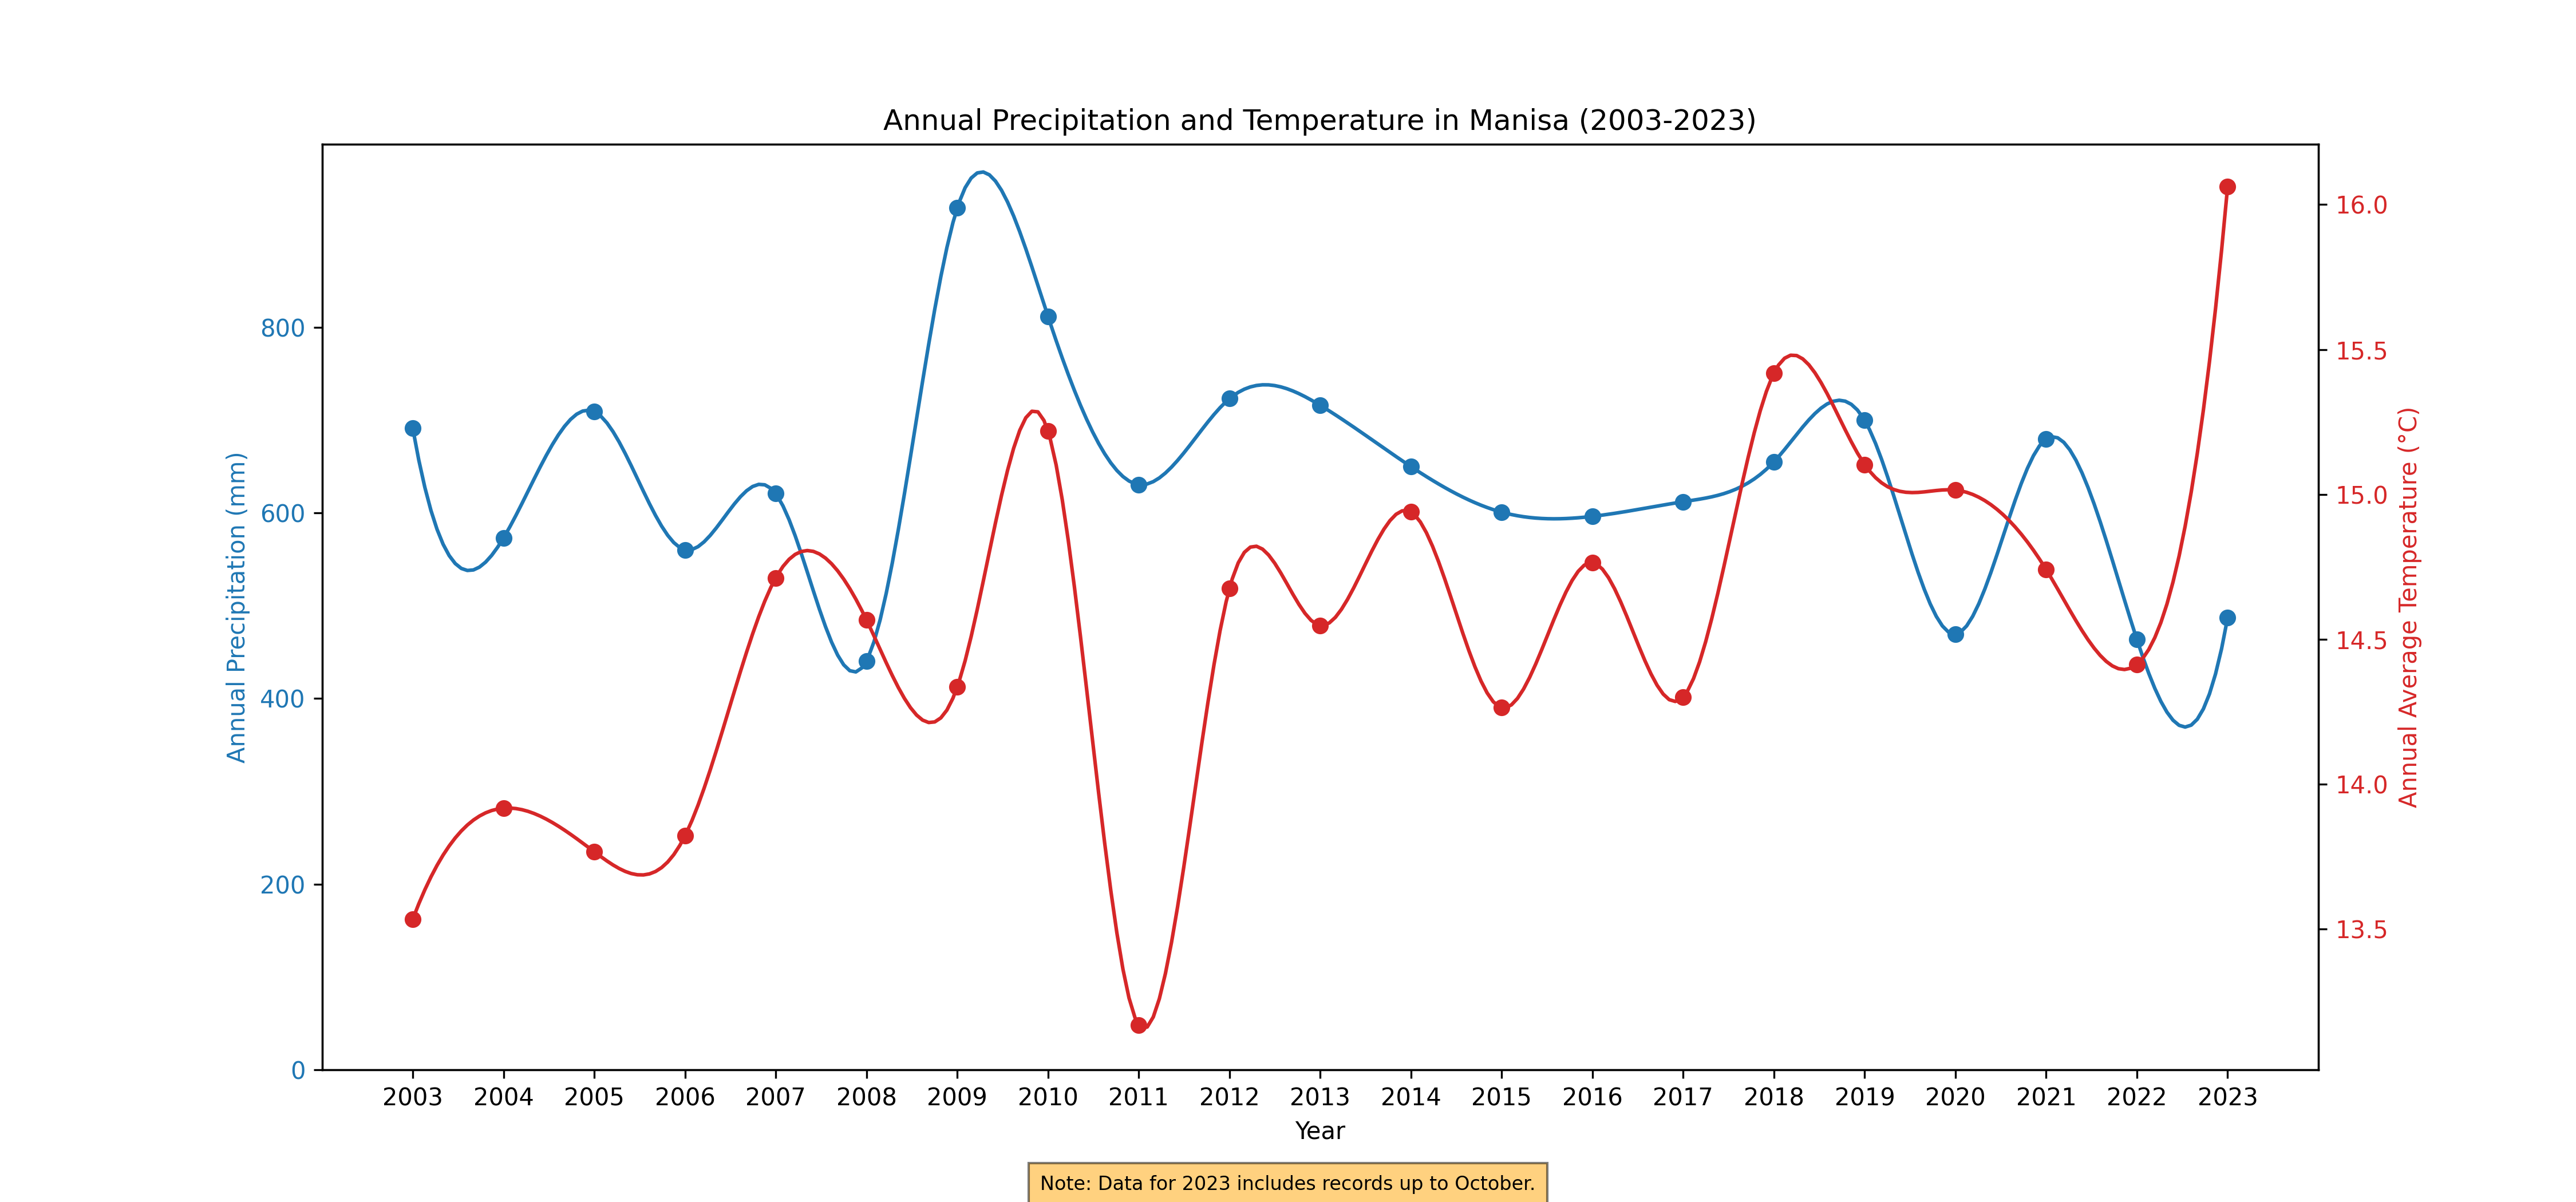 Annual Precipitation and Temperature in Manisa (2003-2023)
Annual Precipitation (mm)
800
600
400
200
0
16.0
15.5
15.0
14.5
14.0
13.5
Annual Average Temperature (°C)
2003 2004 2005 2006 2007 2008 2009 2010 2011 2012 2013 2014 2015 2016 2017 2018 2019 2020 2021 2022 2023
Year
Note: Data for 2023 includes records up to October.